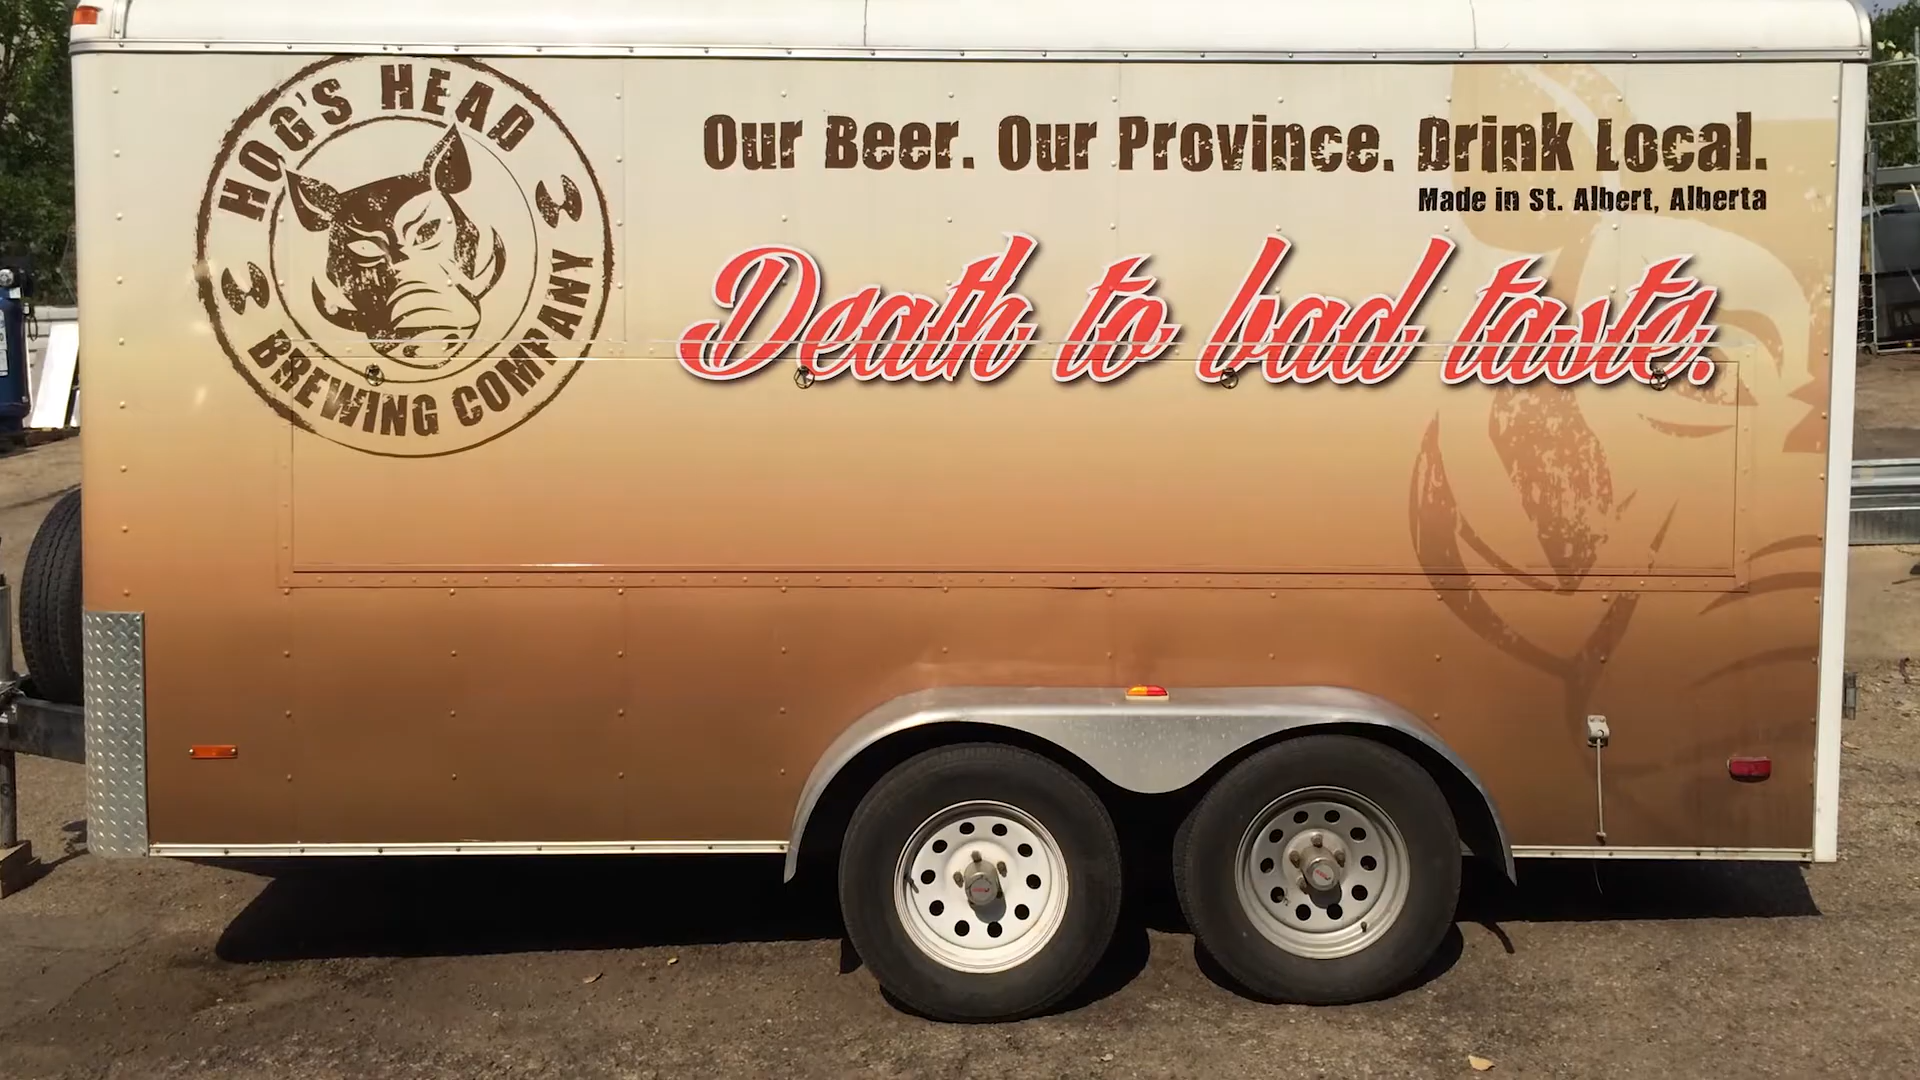 HOG'S HEAD
BREWING COMPANY
Our Beer. Our Province. Drink Local.
Made in St. Albert, Alberta
Death to bad taste.